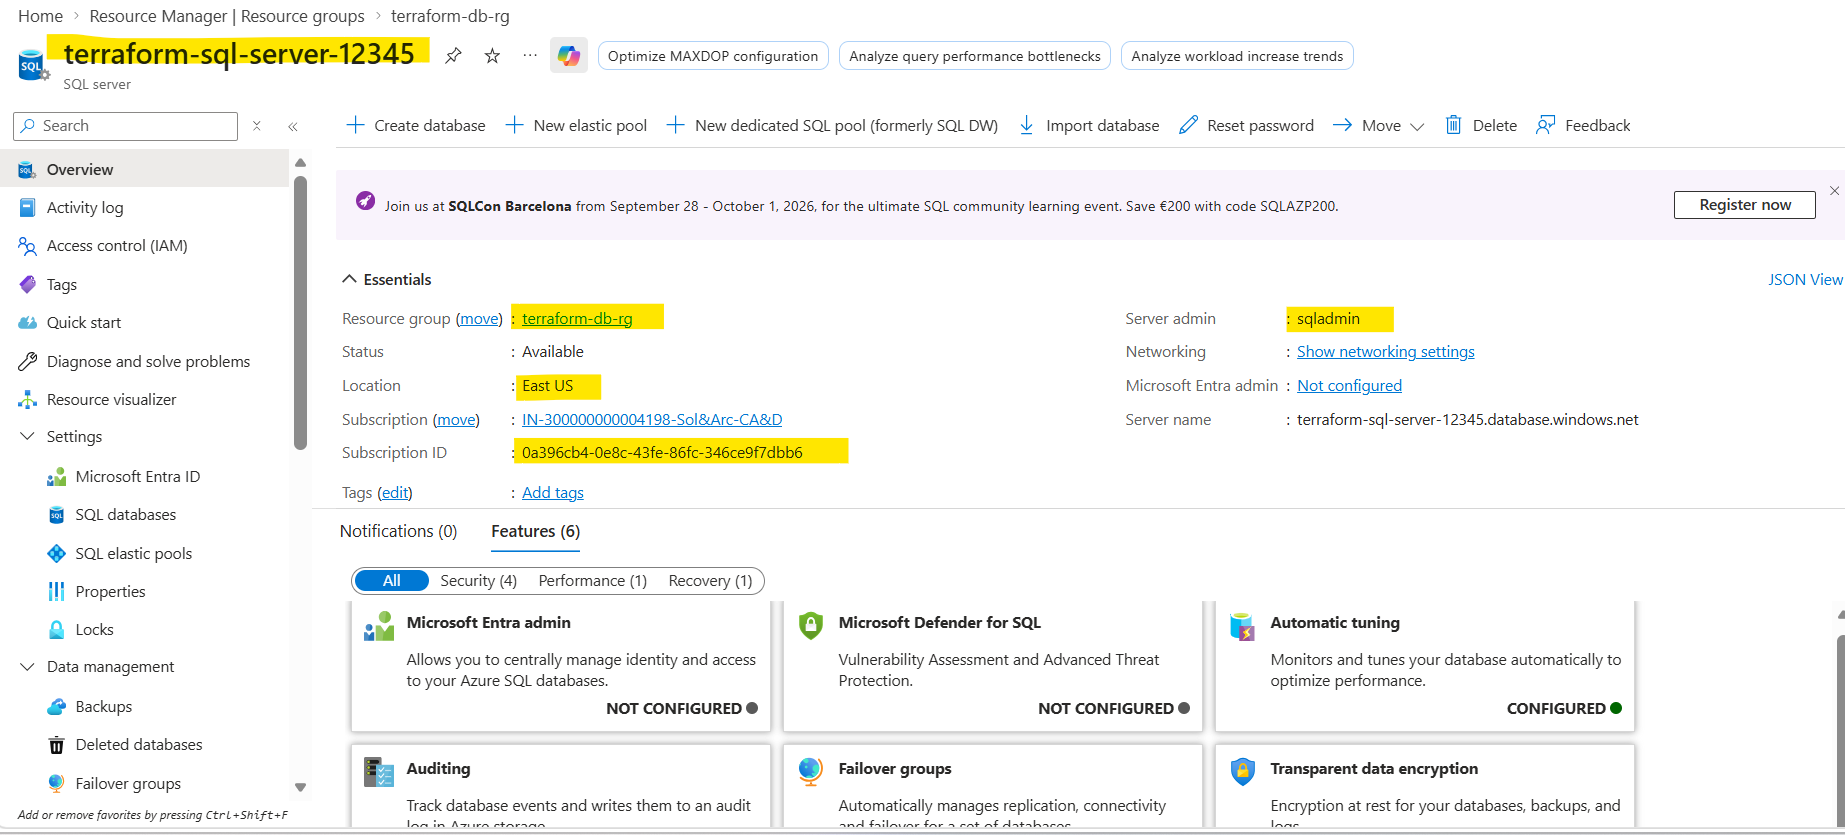 Home > Resource Manager | Resource groups > terraform-db-rg
terraform-sql-server-12345
SQL server
Optimize MAXDOP configuration
Analyze query performance bottlenecks
Analyze workload increase trends
Search
Create database
New elastic pool
New dedicated SQL pool (formerly SQL DW)
Import database
Reset password
Move
Delete
Feedback
Overview
Activity log
Access control (IAM)
Tags
Quick start
Diagnose and solve problems
Resource visualizer
Settings
Microsoft Entra ID
SQL databases
SQL elastic pools
Properties
Locks
Data management
Backups
Deleted databases
Failover groups
Add or remove favorites by pressing Ctrl+Shift+F
Join us at SQLCon Barcelona from September 28 - October 1, 2026, for the ultimate SQL community learning event. Save €200 with code SQLAZP200.
Register now
Essentials
JSON View
Resource group (move) : terraform-db-rg
Status : Available
Location : East US
Subscription (move) : IN-300000000004198-Sol&Arc-CA&D
Subscription ID : 0a396cb4-0e8c-43fe-86fc-346ce9f7dbb6
Tags (edit) : Add tags
Server admin : sqladmin
Networking : Show networking settings
Microsoft Entra admin : Not configured
Server name : terraform-sql-server-12345.database.windows.net
Notifications (0)
Features (6)
All
Security (4)
Performance (1)
Recovery (1)
Microsoft Entra admin
Allows you to centrally manage identity and access
to your Azure SQL databases.
NOT CONFIGURED
Microsoft Defender for SQL
Vulnerability Assessment and Advanced Threat
Protection.
NOT CONFIGURED
Automatic tuning
Monitors and tunes your database automatically to
optimize performance.
CONFIGURED
Auditing
Track database events and writes them to an audit
log in Azure storage.
Failover groups
Automatically manages replication, connectivity
and failover for a set of databases.
Transparent data encryption
Encryption at rest for your databases, backups, and
logs.